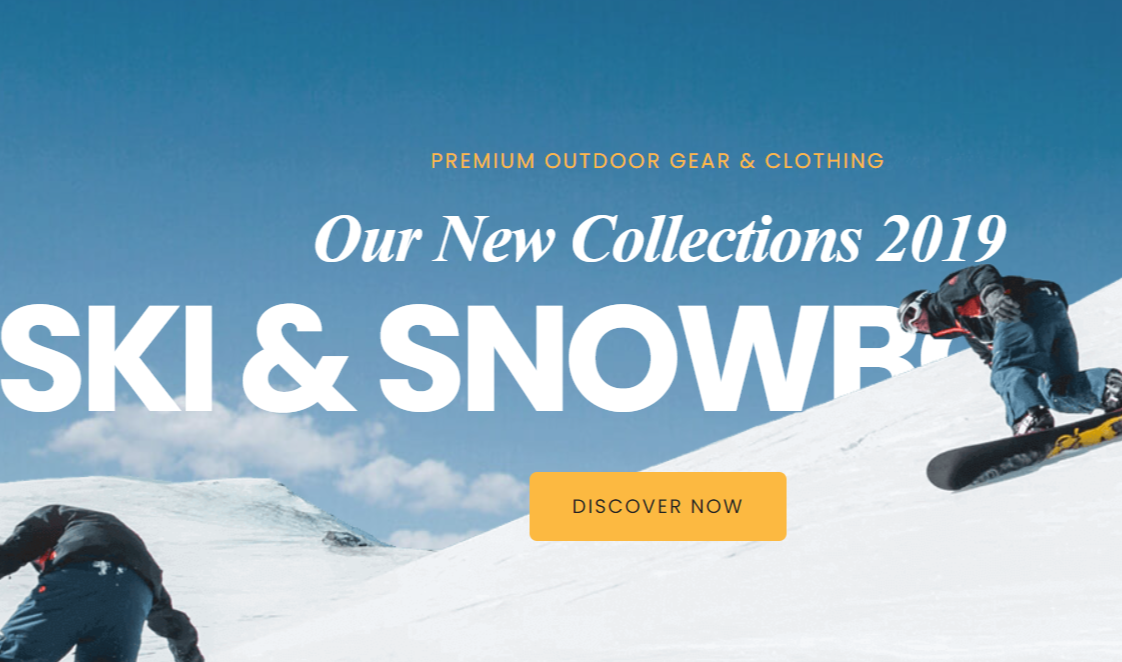 PREMIUM OUTDOOR GEAR & CLOTHING
Our New Collections 2019
SKI & SNOWB
DISCOVER NOW